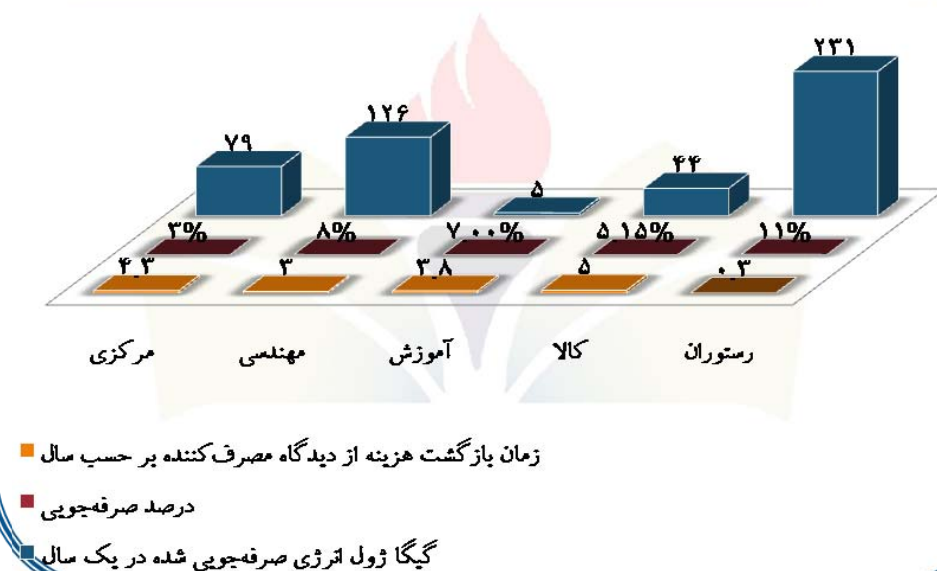 ۲۳۱
۱۲۶
۷۹
۴۴
۵
۳% ۸% ۷.۰۰% ۵.۱۵% ۱۱%
۴.۳ ۳ ۳.۸ ۵ ۰.۳
مرکزی مهندسی آموزش کالا رستوران
زمان بازگشت هزینه از دیدگاه مصرف‌کننده بر حسب سال
درصد صرفه‌جویی
گیگا ژول انرژی صرفه‌جویی شده در یک سال